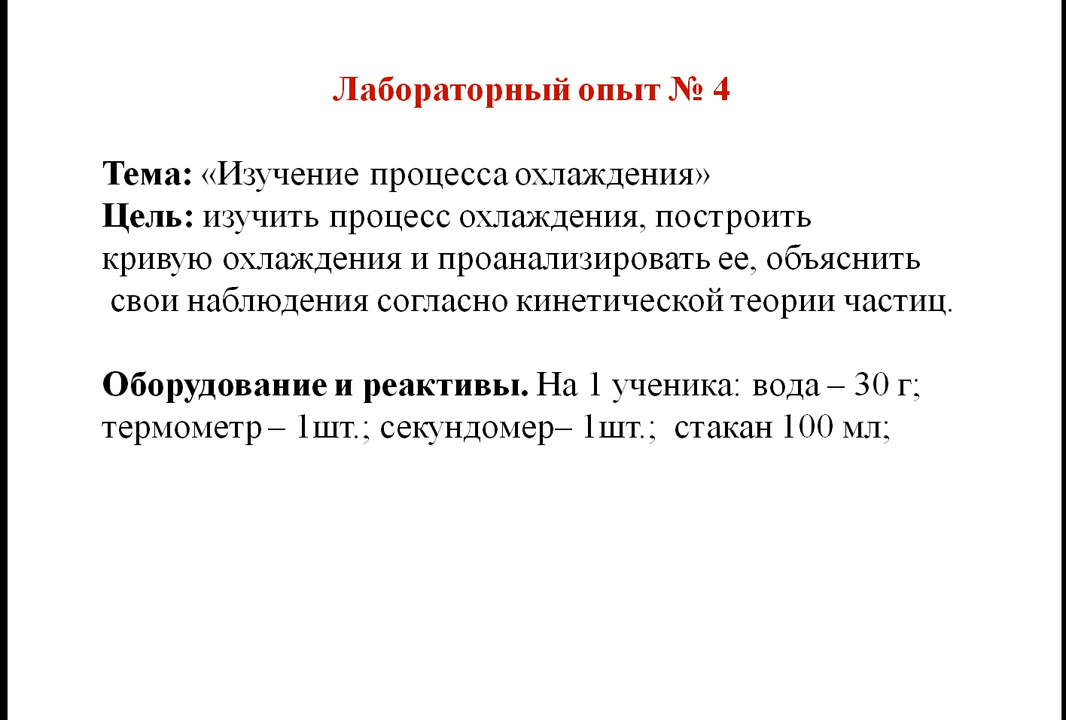 Лабораторный опыт № 4
Тема: «Изучение процесса охлаждения»
Цель: изучить процесс охлаждения, построить
кривую охлаждения и проанализировать ее, объяснить
свои наблюдения согласно кинетической теории частиц.
Оборудование и реактивы. На 1 ученика: вода – 30 г;
термометр – 1шт.; секундомер– 1шт.; стакан 100 мл;